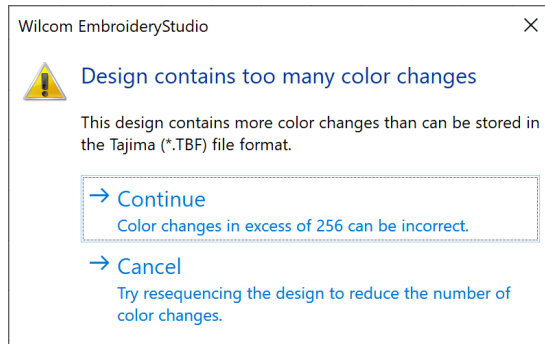 Wilcom EmbroideryStudio
Design contains too many color changes
This design contains more color changes than can be stored in
the Tajima (*.TBF) file format.
→ Continue
Color changes in excess of 256 can be incorrect.
→ Cancel
Try resequencing the design to reduce the number of
color changes.